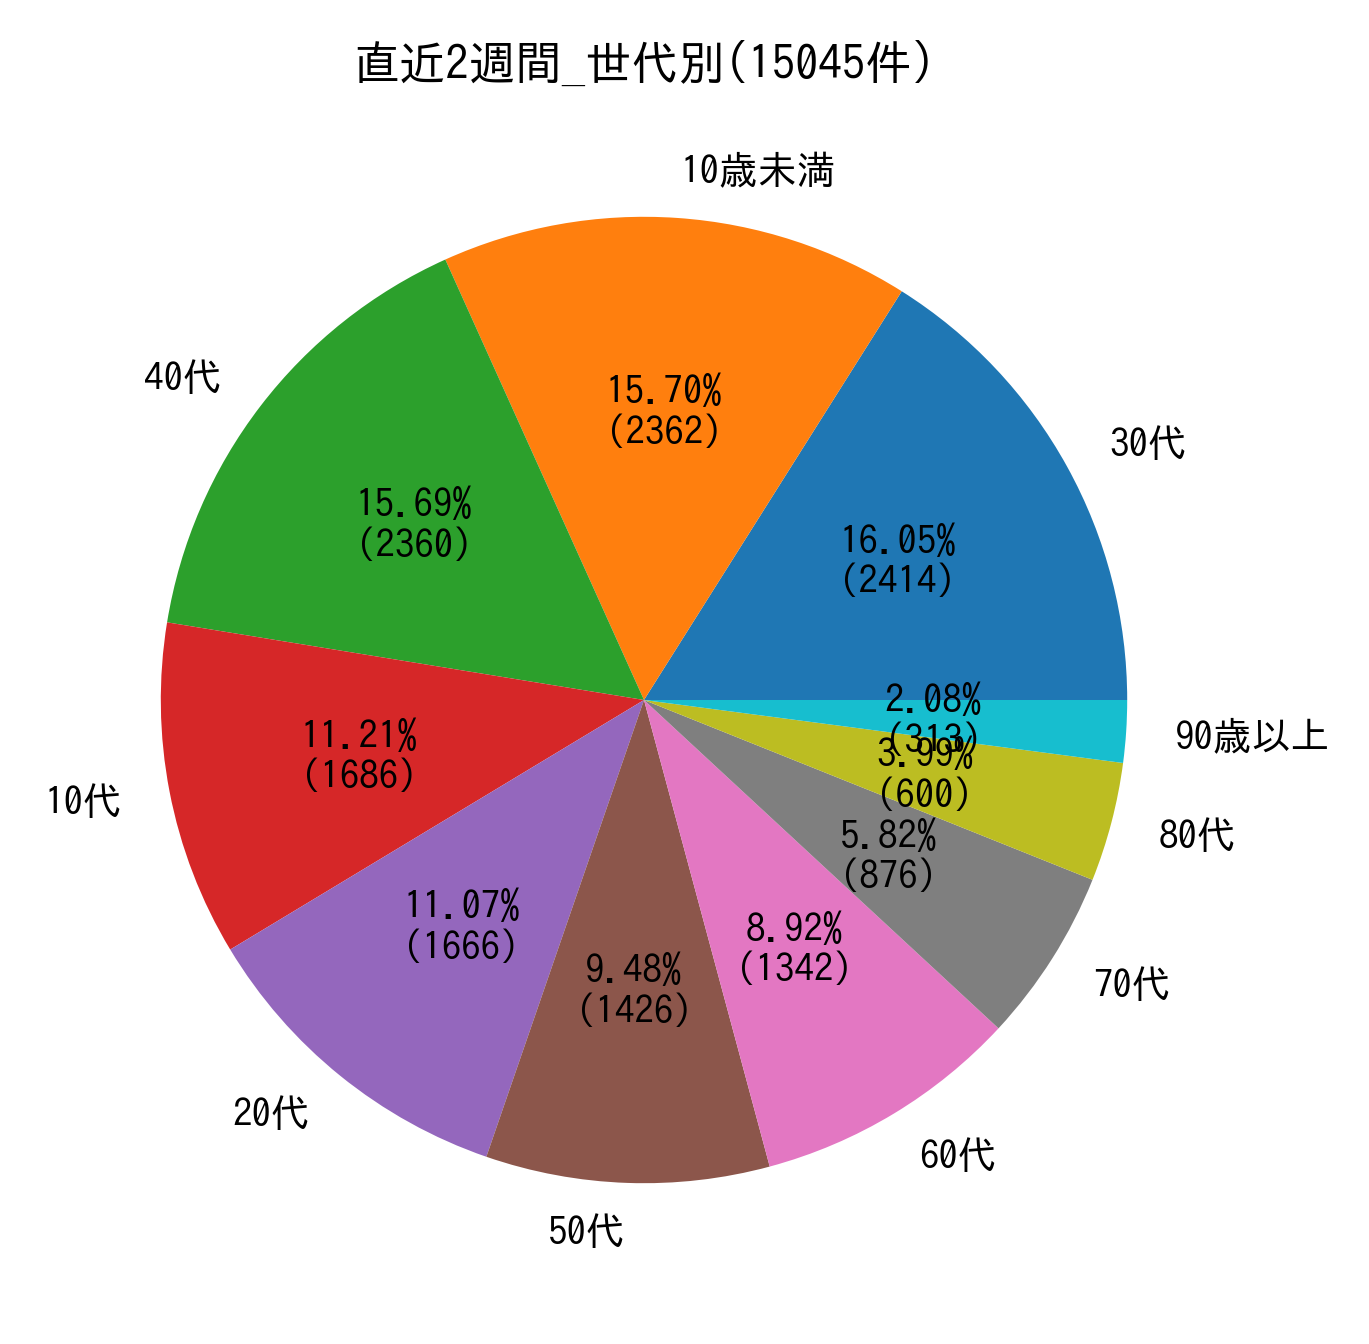 直近2週間_世代別(15045件)
10歳未満
15.70%
(2362)
30代
16.05%
(2414)
40代
15.69%
(2360)
10代
11.21%
(1686)
20代
11.07%
(1666)
50代
9.48%
(1426)
60代
8.92%
(1342)
70代
5.82%
(876)
80代
3.99%
(600)
90歳以上
2.08%
(313)